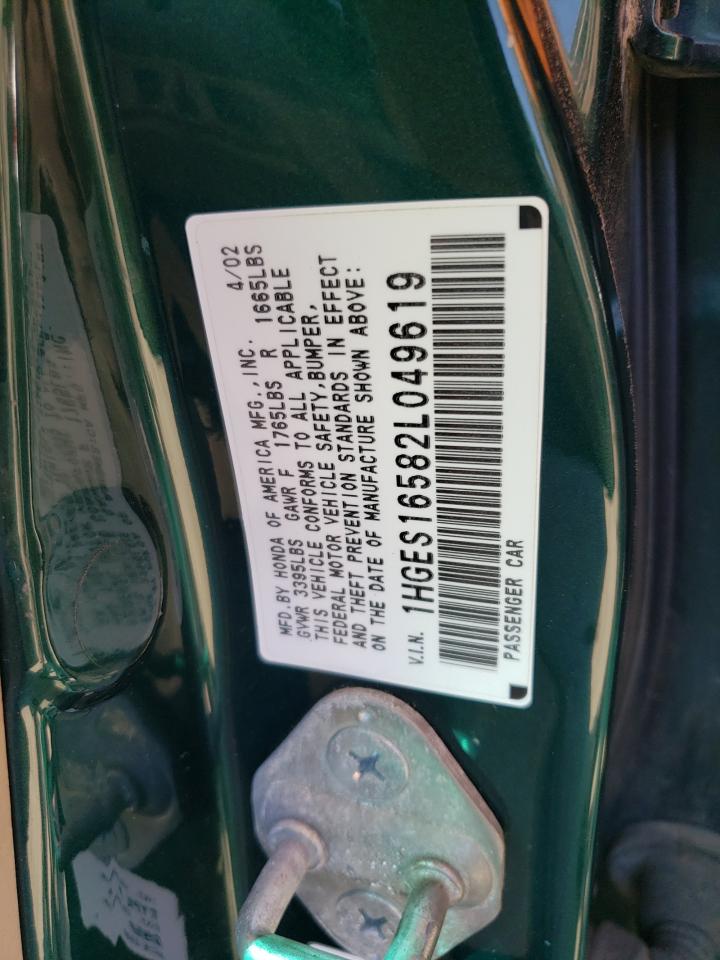 MFD.BY HONDA OF AMERICA MFG.,INC. 4/02
GVWR 3395LBS GAWR F 1765LBS R 1665LBS
THIS VEHICLE CONFORMS TO ALL APPLICABLE
FEDERAL MOTOR VEHICLE SAFETY,BUMPER,
AND THEFT PREVENTION STANDARDS IN EFFECT
ON THE DATE OF MANUFACTURE SHOWN ABOVE:
V.I.N. 1HGES16582L049619
PASSENGER CAR